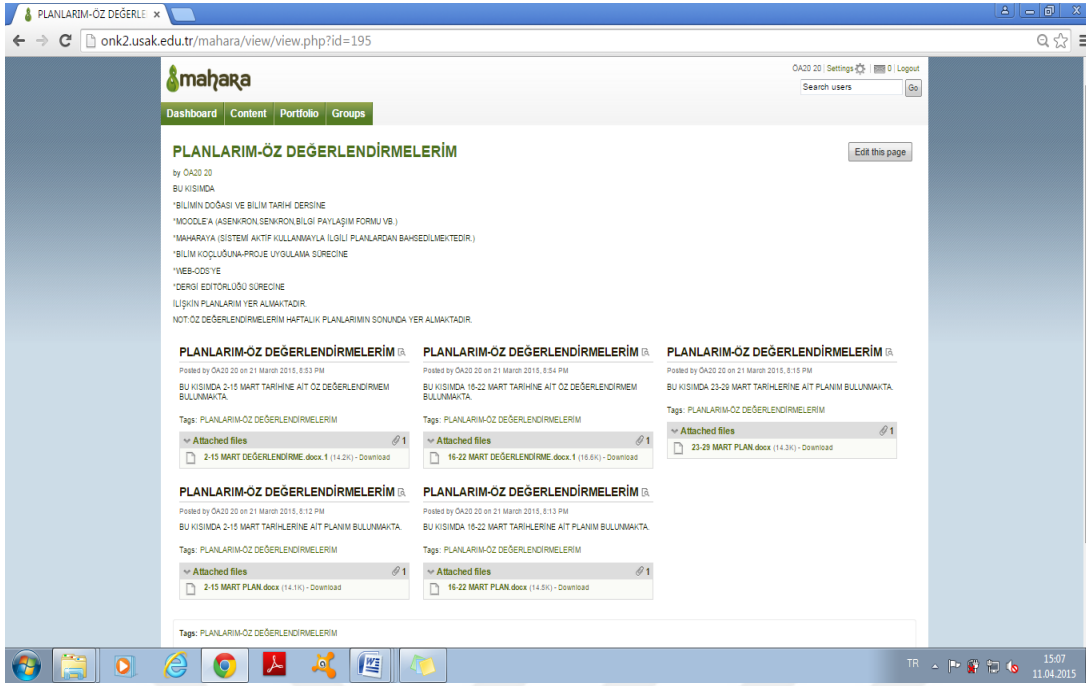 PLANLARIM-ÖZ DEĞERLE
onk2.usak.edu.tr/mahara/view/view.php?id=195
mahara
ÖA20 20 | Settings | 0 | Logout
Search users
Go
Dashboard Content Portfolio Groups
PLANLARIM-ÖZ DEĞERLENDİRMELERİM
Edit this page
by ÖA20 20
BU KISIMDA
*BİLİMİN DOĞASI VE BİLİM TARİHİ DERSİNE
*MOODLE'A (ASENKRON,SENKRON,BİLGİ PAYLAŞIM FORMU VB.)
*MAHARAYA (SİSTEMİ AKTİF KULLANMAYLA İLGİLİ PLANLARDAN BAHSEDİLMEKTEDİR.)
*BİLİM KOÇLUĞUNA-PROJE UYGULAMA SÜRECİNE
*WEB-ODS'YE
*DERGİ EDİTÖRLÜĞÜ SÜRECİNE
İLİŞKİN PLANLARIM YER ALMAKTADIR.
NOT:ÖZ DEĞERLENDİRMELERİM HAFTALIK PLANLARIMIN SONUNDA YER ALMAKTADIR.
PLANLARIM-ÖZ DEĞERLENDİRMELERİM
Posted by ÖA20 20 on 21 March 2015, 8:53 PM
BU KISIMDA 2-15 MART TARİHİNE AİT ÖZ DEĞERLENDİRMEM
BULUNMAKTA.
Tags: PLANLARIM-ÖZ DEĞERLENDİRMELERİM
Attached files 1
2-15 MART DEĞERLENDİRME.docx.1 (14.2K) - Download
PLANLARIM-ÖZ DEĞERLENDİRMELERİM
Posted by ÖA20 20 on 21 March 2015, 8:54 PM
BU KISIMDA 16-22 MART TARİHİNE AİT ÖZ DEĞERLENDİRMEM
BULUNMAKTA.
Tags: PLANLARIM-ÖZ DEĞERLENDİRMELERİM
Attached files 1
16-22 MART DEĞERLENDİRME.docx.1 (16.6K) - Download
PLANLARIM-ÖZ DEĞERLENDİRMELERİM
Posted by ÖA20 20 on 21 March 2015, 8:15 PM
BU KISIMDA 23-29 MART TARİHLERİNE AİT PLANIM BULUNMAKTA.
Tags: PLANLARIM-ÖZ DEĞERLENDİRMELERİM
Attached files 1
23-29 MART PLAN.docx (14.3K) - Download
PLANLARIM-ÖZ DEĞERLENDİRMELERİM
Posted by ÖA20 20 on 21 March 2015, 8:12 PM
BU KISIMDA 2-15 MART TARİHLERİNE AİT PLANIM BULUNMAKTA.
Tags: PLANLARIM-ÖZ DEĞERLENDİRMELERİM
Attached files 1
2-15 MART PLAN.docx (14.1K) - Download
PLANLARIM-ÖZ DEĞERLENDİRMELERİM
Posted by ÖA20 20 on 21 March 2015, 8:13 PM
BU KISIMDA 16-22 MART TARİHLERİNE AİT PLANIM BULUNMAKTA.
Tags: PLANLARIM-ÖZ DEĞERLENDİRMELERİM
Attached files 1
16-22 MART PLAN.docx (14.5K) - Download
Tags: PLANLARIM-ÖZ DEĞERLENDİRMELERİM
TR
15:07
11.04.2015